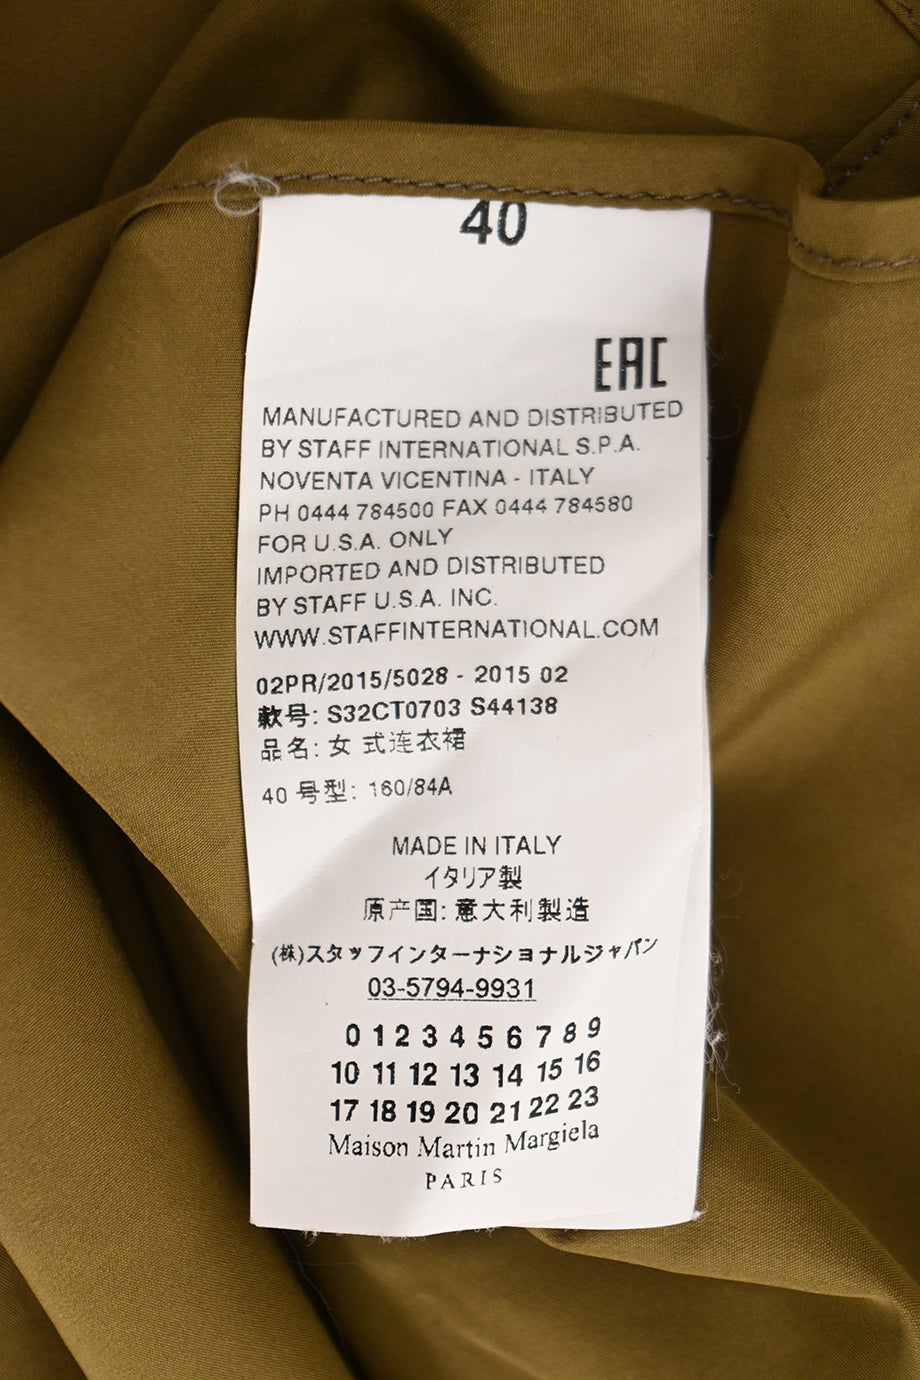 40
EAC
MANUFACTURED AND DISTRIBUTED
BY STAFF INTERNATIONAL S.P.A.
NOVENTA VICENTINA - ITALY
PH 0444 784500 FAX 0444 784580
FOR U.S.A. ONLY
IMPORTED AND DISTRIBUTED
BY STAFF U.S.A. INC.
WWW.STAFFINTERNATIONAL.COM
02PR/2015/5028 - 2015 02
款号: S32CT0703 S44138
品名: 女 式连衣裙
40 号型: 160/84A
MADE IN ITALY
イタリア製
原产国: 意大利製造
(株)スタッフインターナショナルジャパン
03-5794-9931
0 1 2 3 4 5 6 7 8 9
10 11 12 13 14 15 16
17 18 19 20 21 22 23
Maison Martin Margiela
PARIS